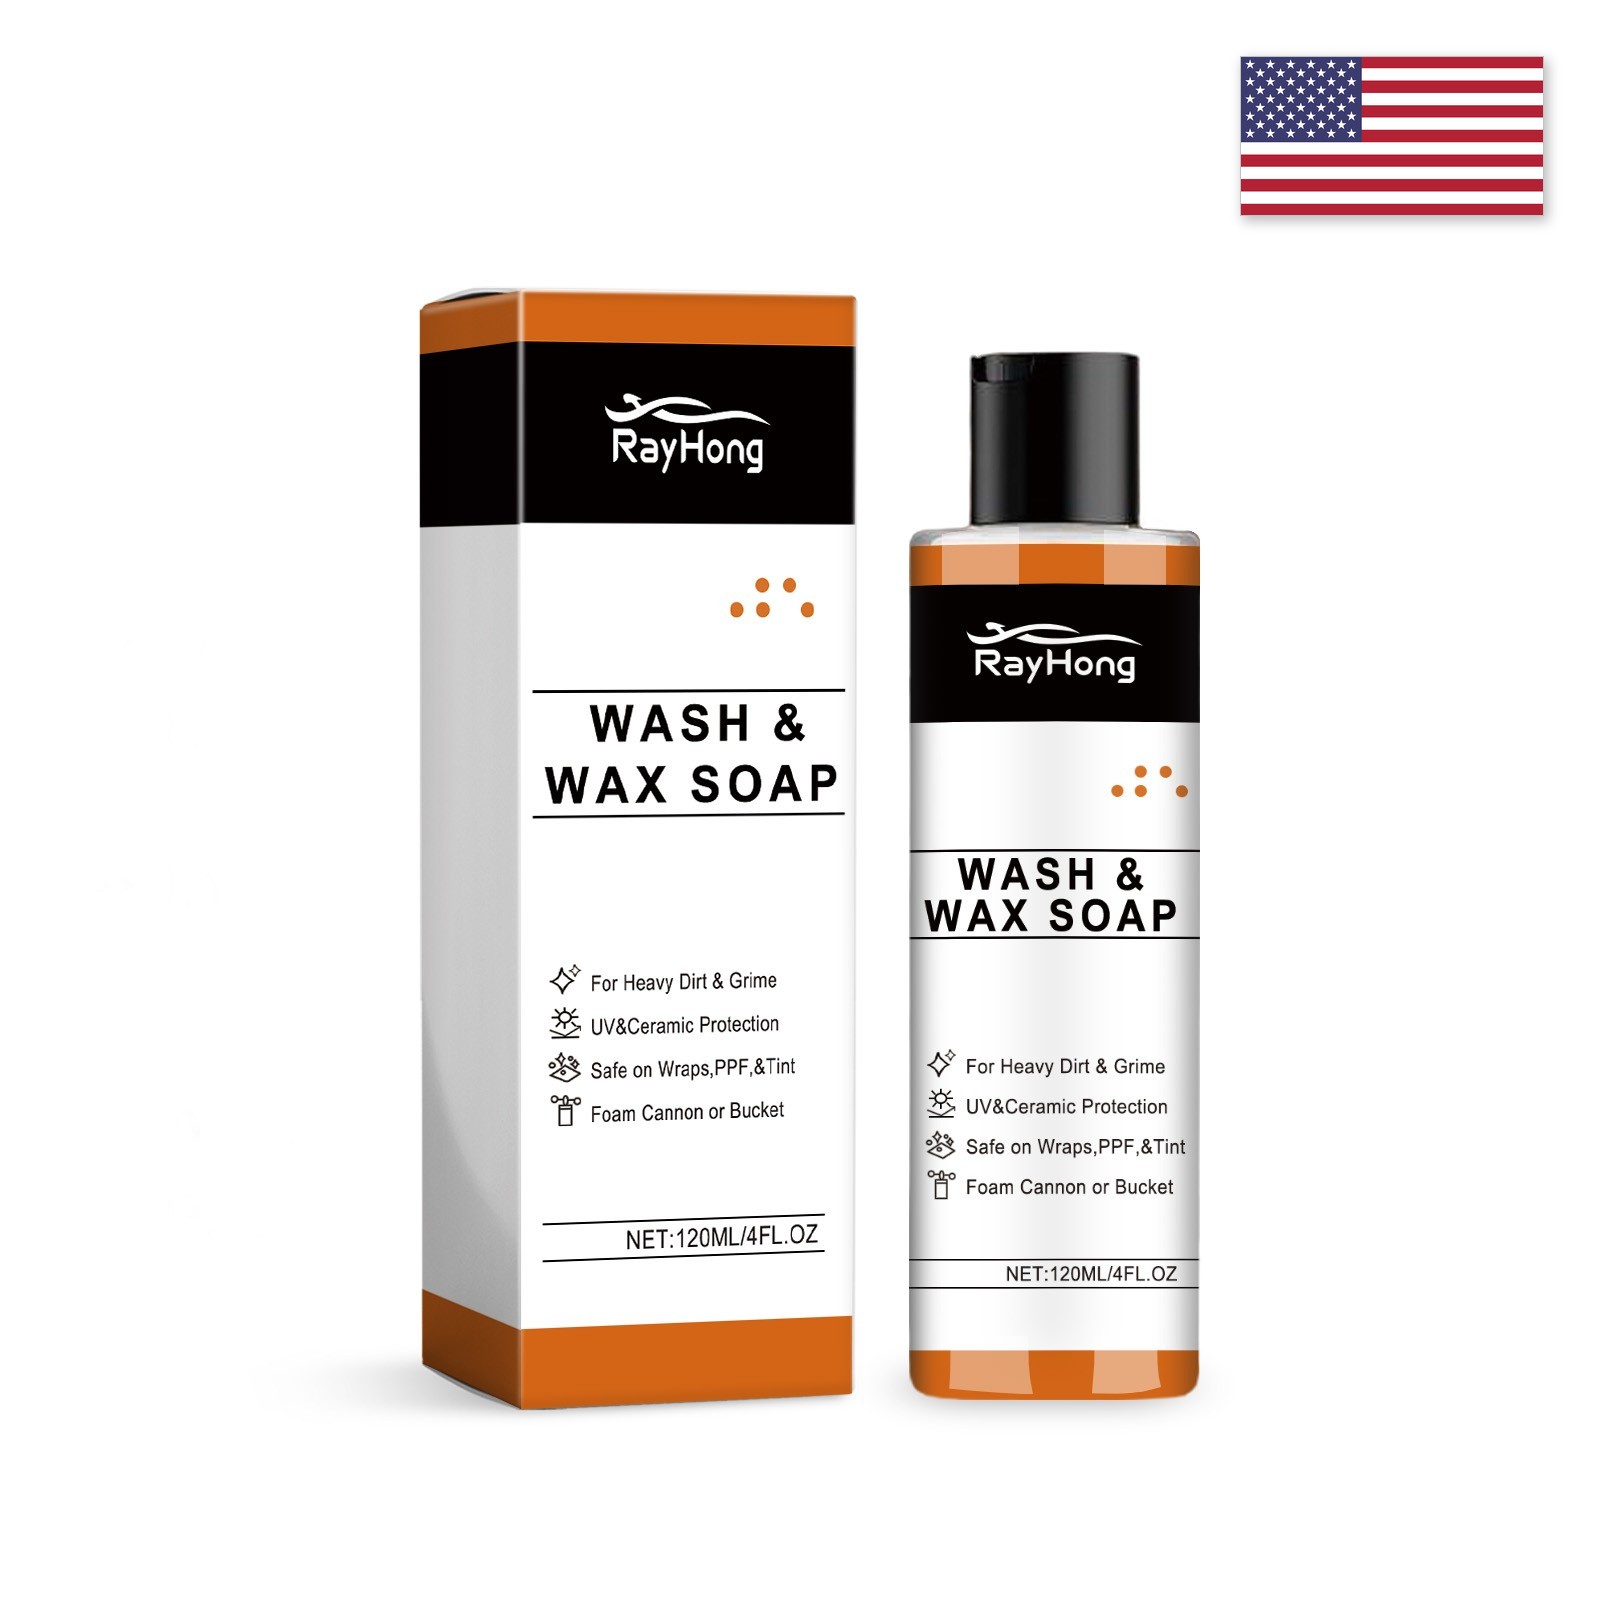 RayHong
WASH &
WAX SOAP
For Heavy Dirt & Grime
UV&Ceramic Protection
Safe on Wraps,PPF,&Tint
Foam Cannon or Bucket
NET:120ML/4FL.OZ
RayHong
WASH &
WAX SOAP
For Heavy Dirt & Grime
UV&Ceramic Protection
Safe on Wraps,PPF,&Tint
Foam Cannon or Bucket
NET:120ML/4FL.OZ